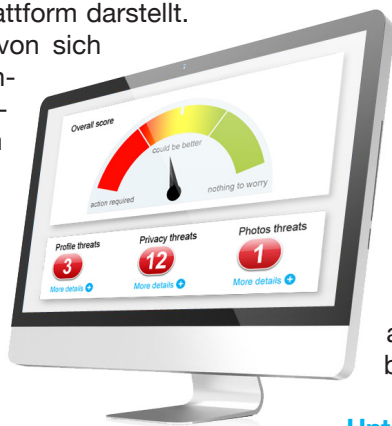 attform darstellt.
von sich
Overall score
could be better
action required
nothing to worry
Profile threats
3
More details
Privacy threats
12
More details
Photos threats
1
More details